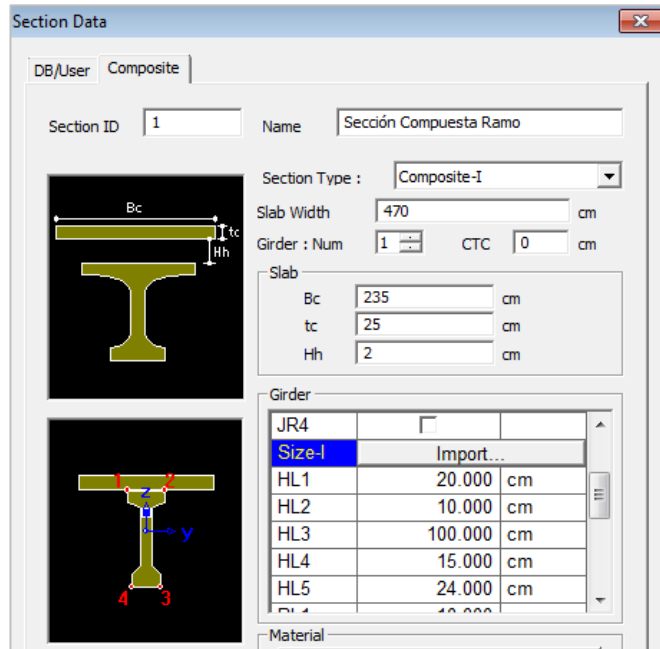 Section Data
DB/User Composite
Section ID 1 Name Sección Compuesta Ramo
Section Type : Composite-I
Slab Width 470 cm
Girder : Num 1 CTC 0 cm
Bc
tc
Hh
Slab
Bc 235 cm
tc 25 cm
Hh 2 cm
Girder
JR4
Size-I Import...
HL1 20.000 cm
HL2 10.000 cm
HL3 100.000 cm
HL4 15.000 cm
HL5 24.000 cm
1 2
z
y
4 3
Material